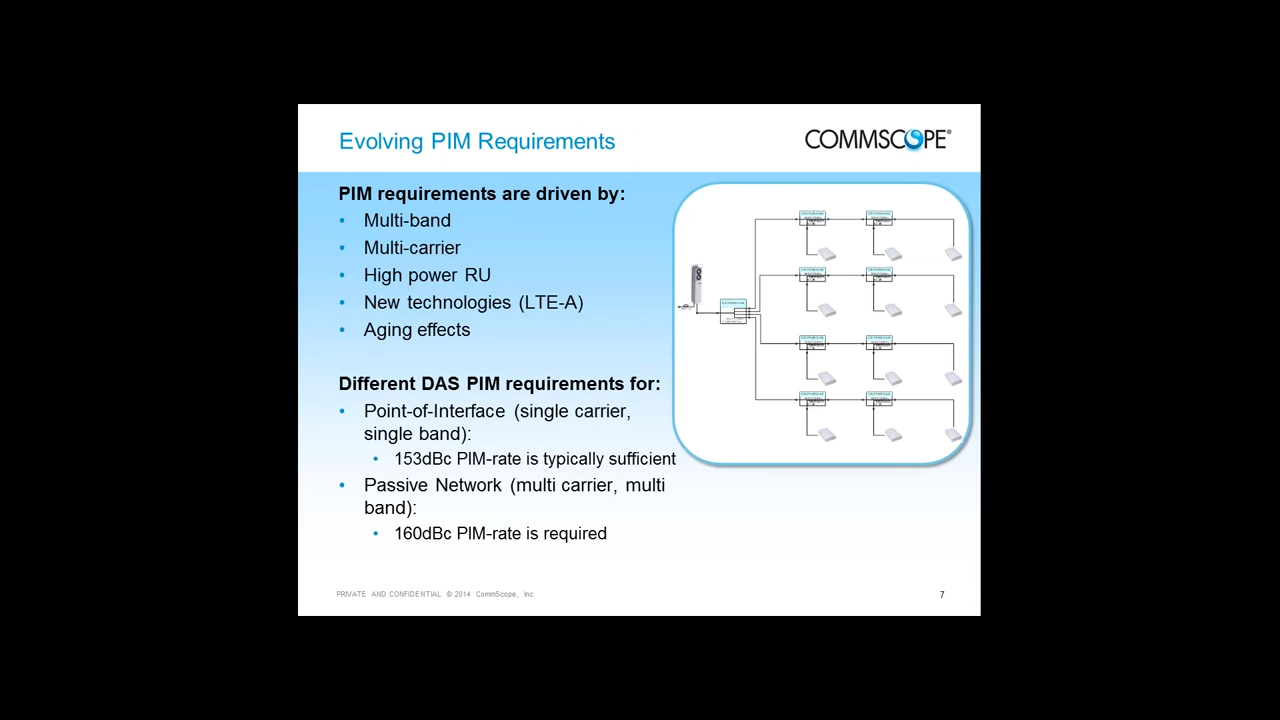 Evolving PIM Requirements
COMMSCOPE®
PIM requirements are driven by:
• Multi-band
• Multi-carrier
• High power RU
• New technologies (LTE-A)
• Aging effects
Different DAS PIM requirements for:
• Point-of-Interface (single carrier,
single band):
• 153dBc PIM-rate is typically sufficient
• Passive Network (multi carrier, multi
band):
• 160dBc PIM-rate is required
PRIVATE AND CONFIDENTIAL © 2014 CommScope, Inc
7